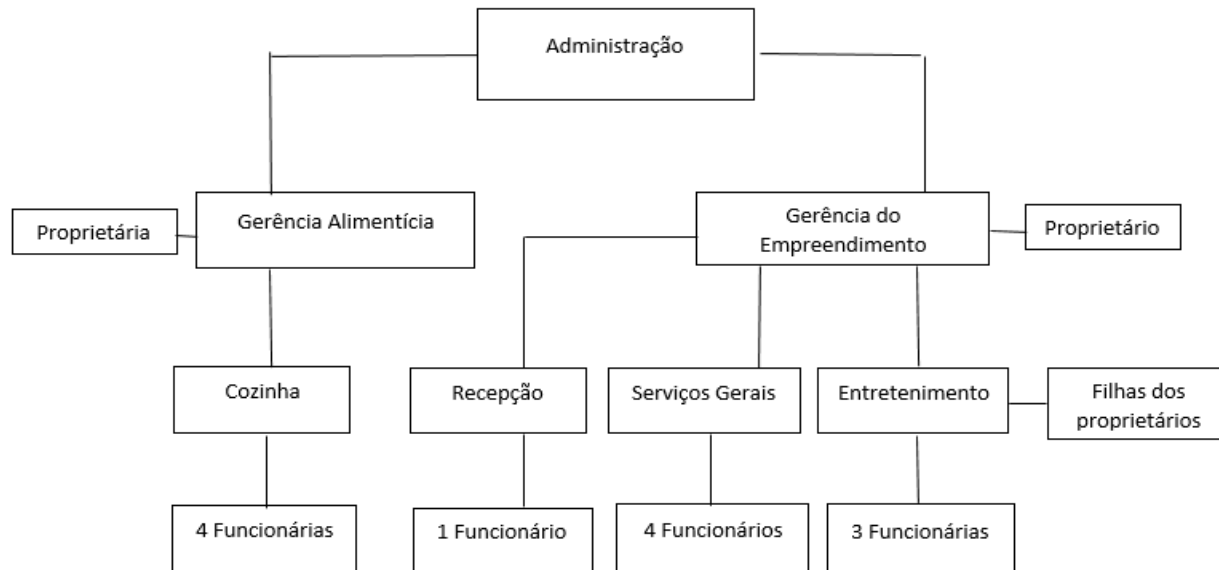 Administração
Proprietária
Gerência Alimentícia
Gerência do
Empreendimento
Proprietário
Cozinha
Recepção
Serviços Gerais
Entretenimento
Filhas dos
proprietários
4 Funcionárias
1 Funcionário
4 Funcionários
3 Funcionárias